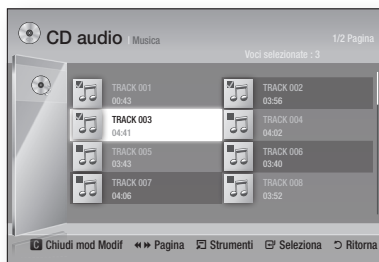 CD audio | Musica
1/2 Pagina
Voci selezionate : 3
TRACK 001
00:43
TRACK 002
03:56
TRACK 003
04:41
TRACK 004
04:02
TRACK 005
03:43
TRACK 006
03:40
TRACK 007
04:06
TRACK 008
03:52
C Chiudi mod Modif Pagina Strumenti Seleziona Ritorna